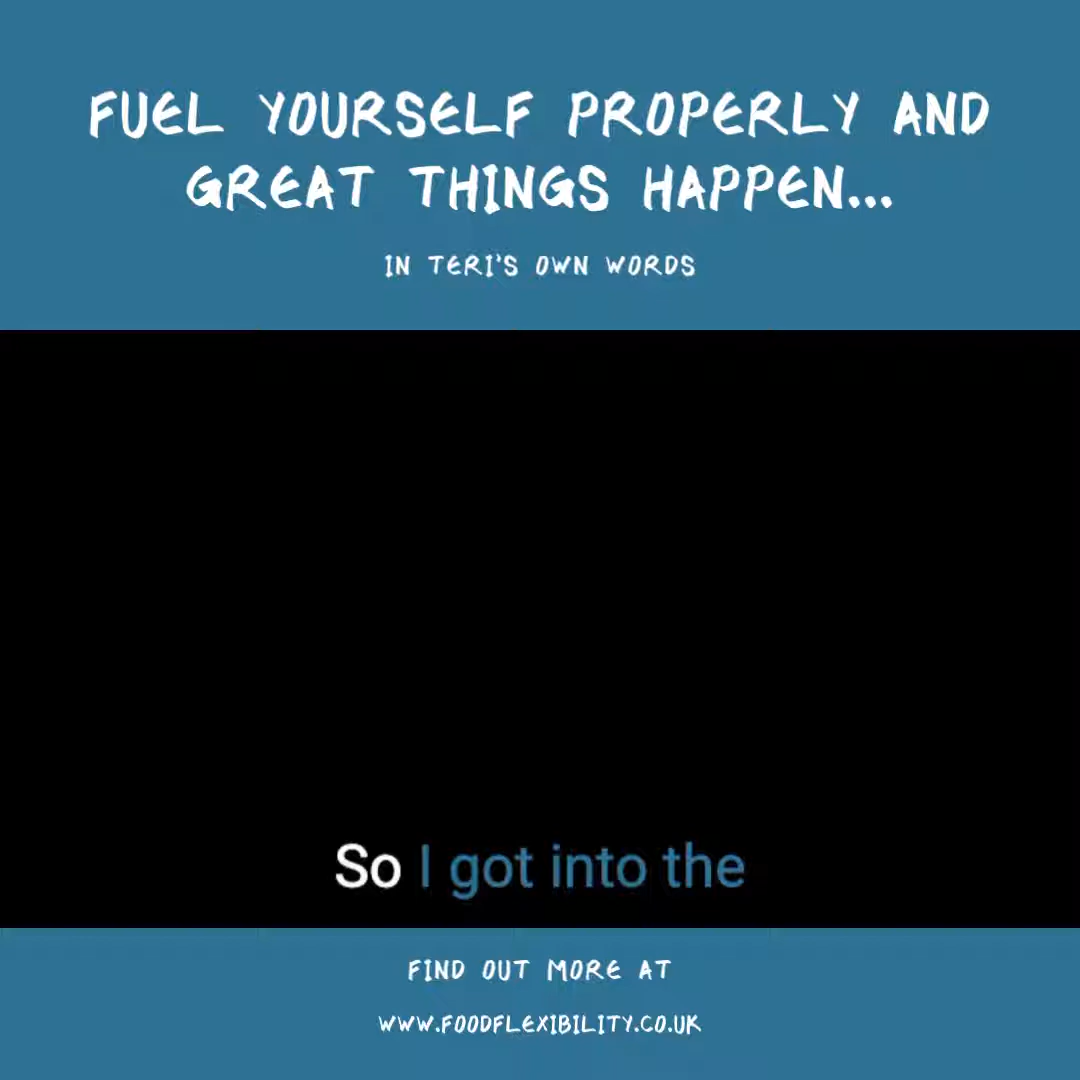 FUEL YOURSELF PROPERLY AND
GREAT THINGS HAPPEN...
IN TERI'S OWN WORDS
So I got into the
FIND OUT MORE AT
WWW.FOODFLEXIBILITY.CO.UK